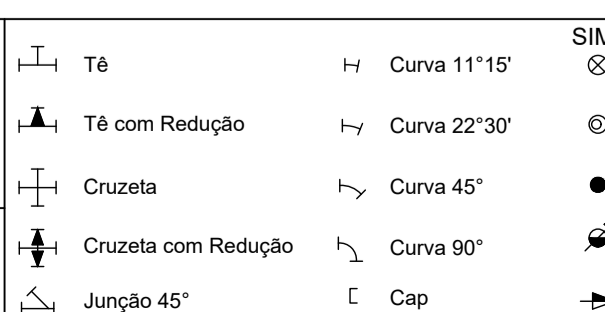 SIM
Tê
Curva 11°15'
Tê com Redução
Curva 22°30'
Cruzeta
Curva 45°
Cruzeta com Redução
Curva 90°
Junção 45°
Cap